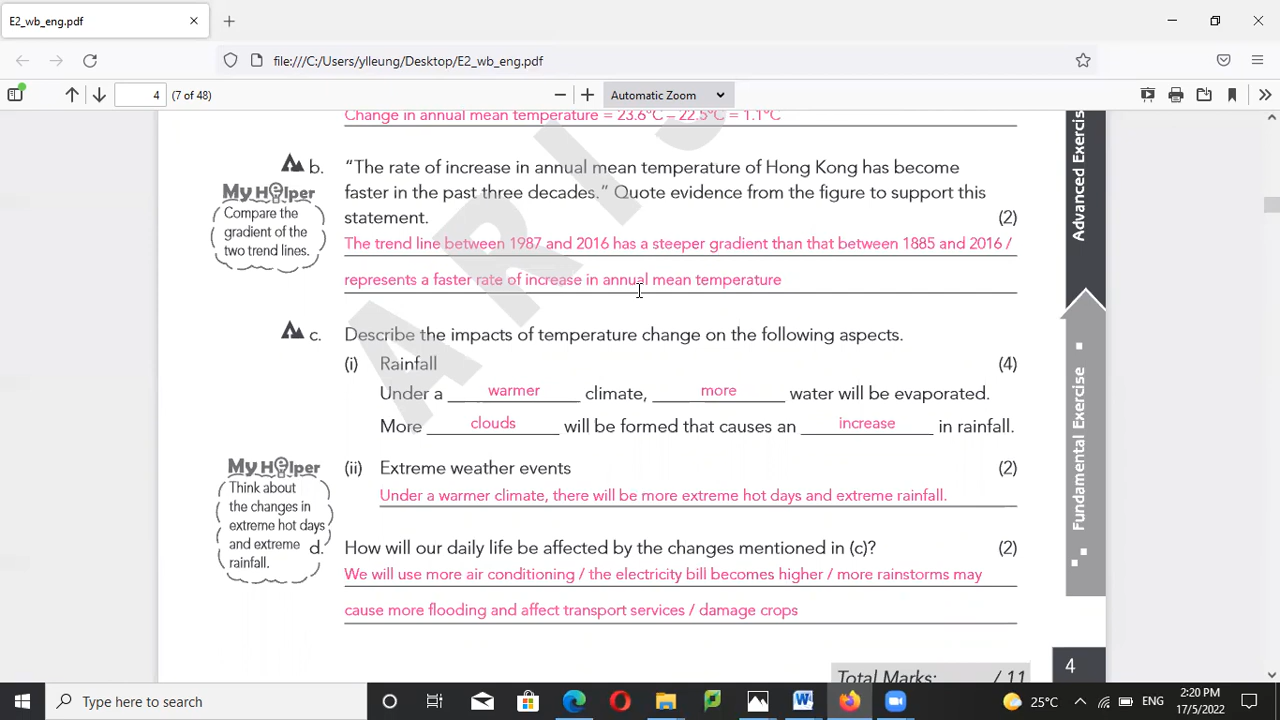 E2_wb_eng.pdf
file:///C:/Users/ylleung/Desktop/E2_wb_eng.pdf
4 (7 of 48) Automatic Zoom
Change in annual mean temperature = 23.6°C – 22.5°C = 1.1°C
b. “The rate of increase in annual mean temperature of Hong Kong has become
faster in the past three decades.” Quote evidence from the figure to support this
statement. (2)
My Helper
Compare the
gradient of the
two trend lines.
The trend line between 1987 and 2016 has a steeper gradient than that between 1885 and 2016 /
represents a faster rate of increase in annual mean temperature
c. Describe the impacts of temperature change on the following aspects.
(i) Rainfall (4)
Under a warmer climate, more water will be evaporated.
More clouds will be formed that causes an increase in rainfall.
(ii) Extreme weather events (2)
My Helper
Think about
the changes in
extreme hot days
and extreme
rainfall.
Under a warmer climate, there will be more extreme hot days and extreme rainfall.
d. How will our daily life be affected by the changes mentioned in (c)? (2)
We will use more air conditioning / the electricity bill becomes higher / more rainstorms may
cause more flooding and affect transport services / damage crops
Total Marks: / 11
4
Advanced Exercis
Fundamental Exercise
ARIS
Type here to search
25°C
ENG
2:20 PM
17/5/2022